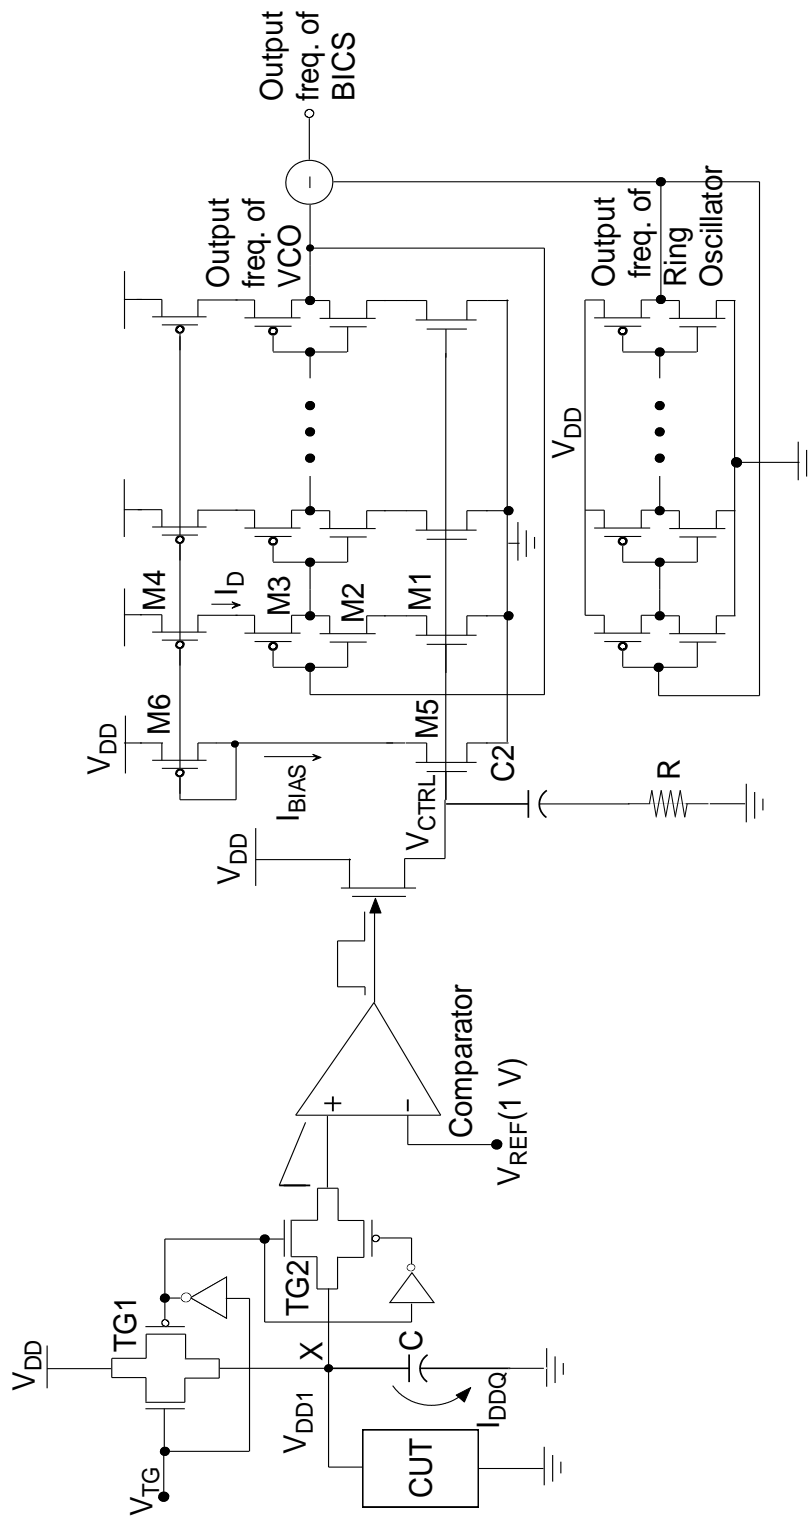 V_DD
TG1
V_TG
V_DD1
X
C
I_DDQ
CUT
TG2
+
−
Comparator
V_REF(1 V)
V_DD
V_CTRL
C2
R
V_DD
M6
I_BIAS
M5
M4
I_D
M3
M2
M1
Output
freq. of
VCO
−
Output
freq. of
BICS
V_DD
Output
freq. of
Ring
Oscillator